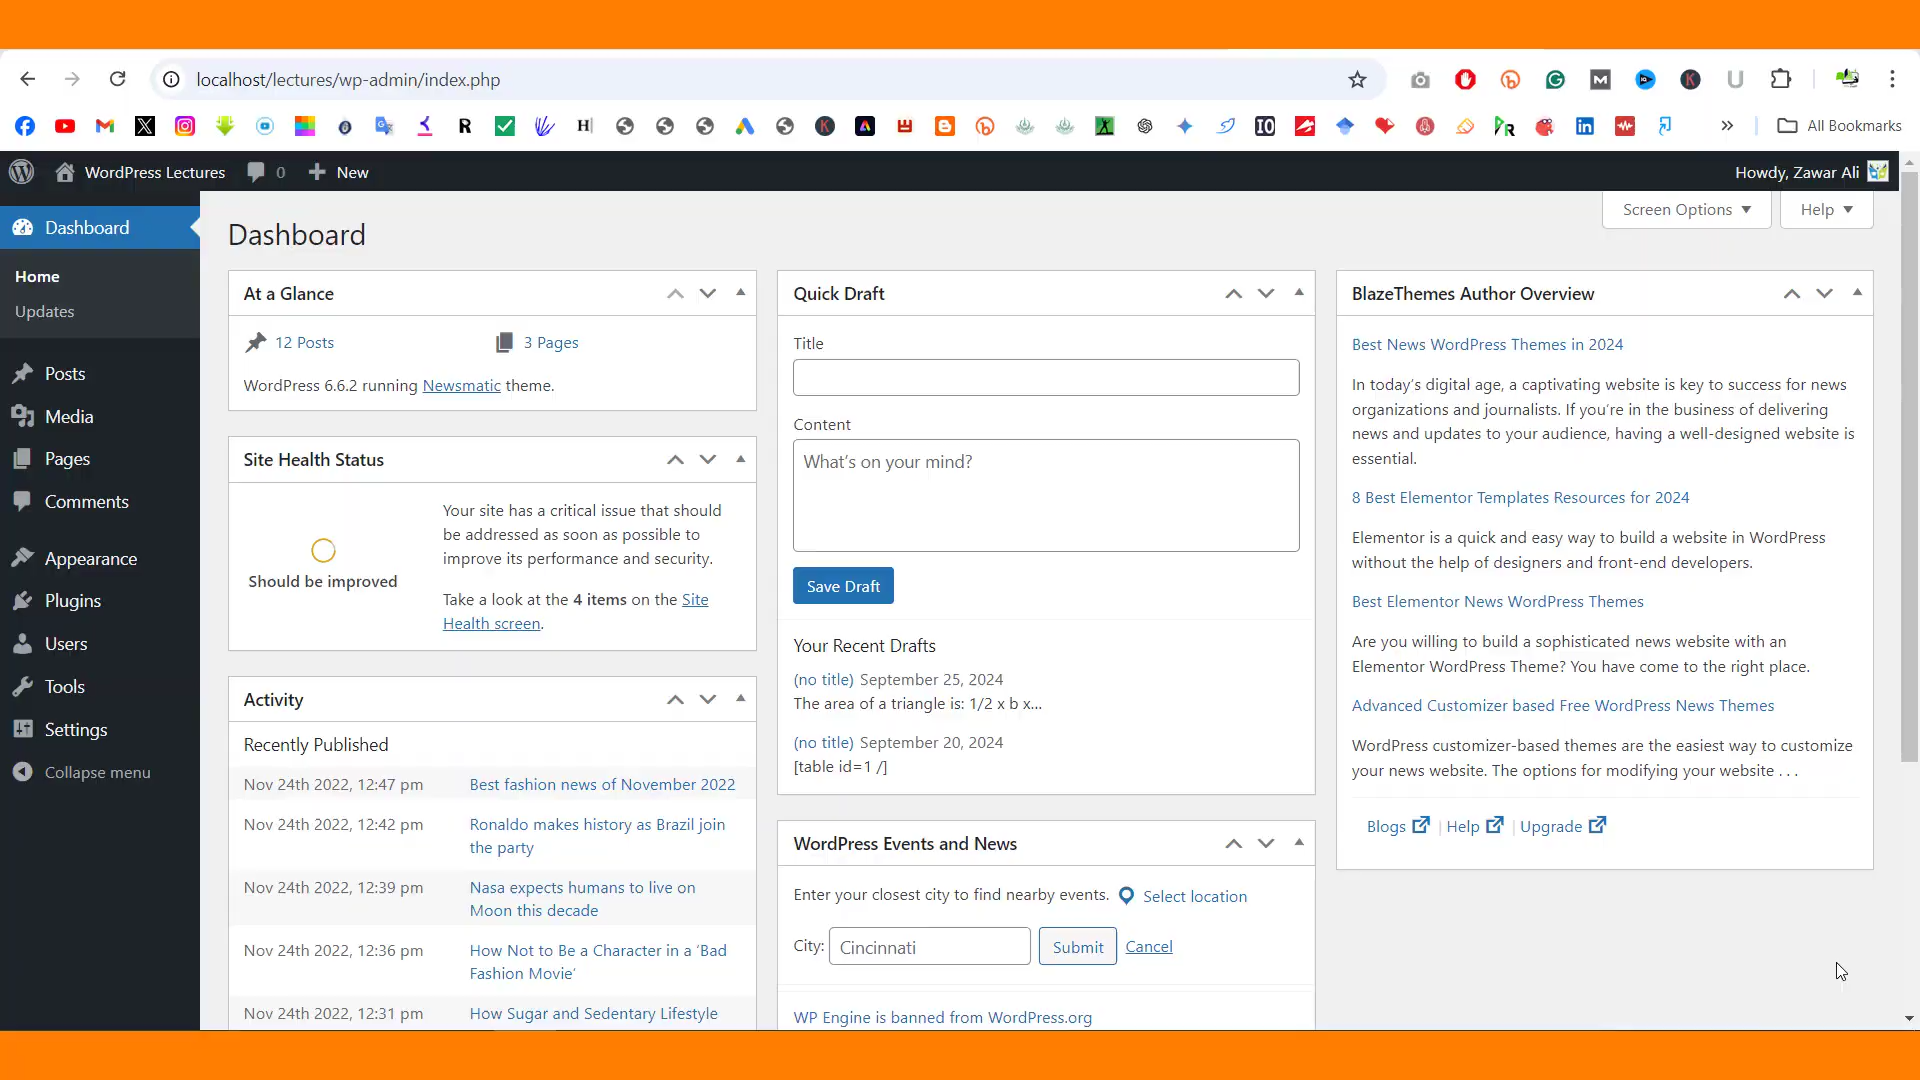 localhost/lectures/wp-admin/index.php
All Bookmarks
WordPress Lectures
0
New
Howdy, Zawar Ali
Dashboard
Home
Updates
Posts
Media
Pages
Comments
Appearance
Plugins
Users
Tools
Settings
Collapse menu
Screen Options
Help
Dashboard
At a Glance
12 Posts
3 Pages
WordPress 6.6.2 running Newsmatic theme.
Site Health Status
Should be improved
Your site has a critical issue that should
be addressed as soon as possible to
improve its performance and security.
Take a look at the 4 items on the Site
Health screen.
Activity
Recently Published
Nov 24th 2022, 12:47 pm
Best fashion news of November 2022
Nov 24th 2022, 12:42 pm
Ronaldo makes history as Brazil join
the party
Nov 24th 2022, 12:39 pm
Nasa expects humans to live on
Moon this decade
Nov 24th 2022, 12:36 pm
How Not to Be a Character in a ‘Bad
Fashion Movie’
Nov 24th 2022, 12:31 pm
How Sugar and Sedentary Lifestyle
Quick Draft
Title
Content
What’s on your mind?
Save Draft
Your Recent Drafts
(no title) September 25, 2024
The area of a triangle is: 1/2 x b x...
(no title) September 20, 2024
[table id=1 /]
WordPress Events and News
Enter your closest city to find nearby events.
Select location
City:
Cincinnati
Submit
Cancel
WP Engine is banned from WordPress.org
BlazeThemes Author Overview
Best News WordPress Themes in 2024
In today’s digital age, a captivating website is key to success for news
organizations and journalists. If you’re in the business of delivering
news and updates to your audience, having a well-designed website is
essential.
8 Best Elementor Templates Resources for 2024
Elementor is a quick and easy way to build a website in WordPress
without the help of designers and front-end developers.
Best Elementor News WordPress Themes
Are you willing to build a sophisticated news website with an
Elementor WordPress Theme? You have come to the right place.
Advanced Customizer based Free WordPress News Themes
WordPress customizer-based themes are the easiest way to customize
your news website. The options for modifying your website . . .
Blogs | Help | Upgrade